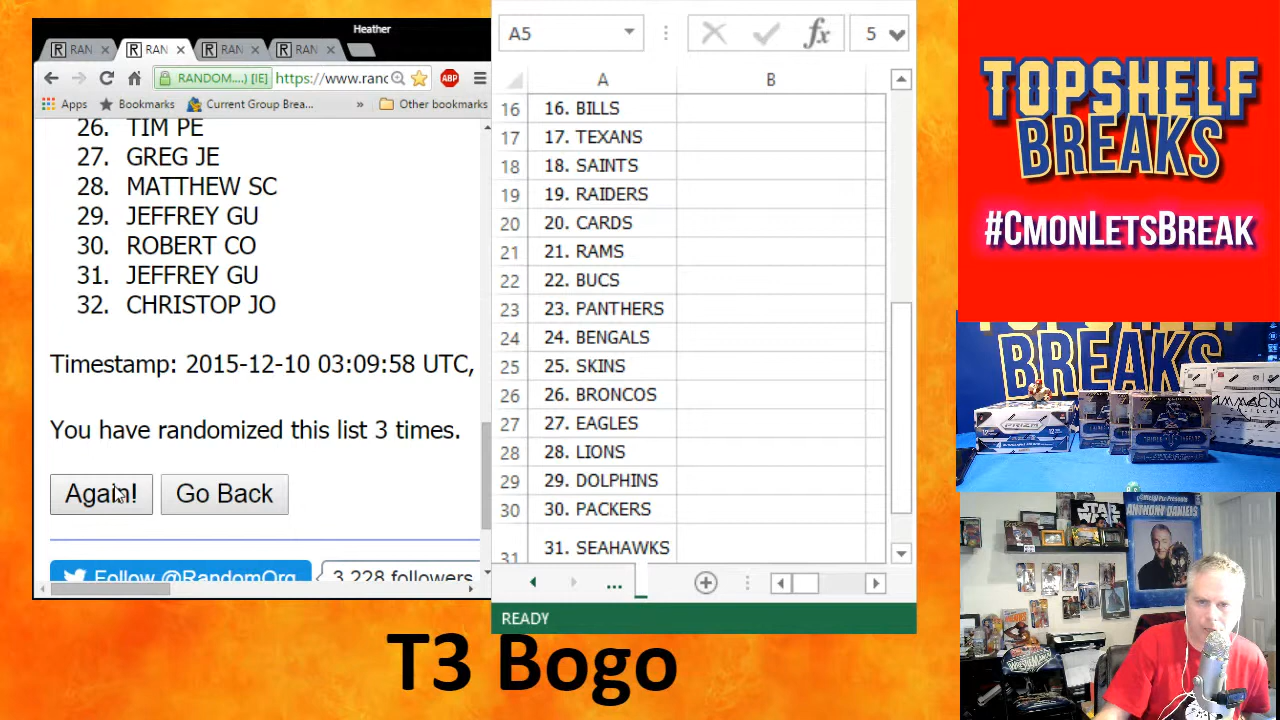 Heather
RAN
RAN
RAN
RAN
RANDOM....) [IE]
https://www.ranc
ABP
Apps
Bookmarks
Current Group Brea...
»
Other bookmarks
26. TIM PE
27. GREG JE
28. MATTHEW SC
29. JEFFREY GU
30. ROBERT CO
31. JEFFREY GU
32. CHRISTOP JO
Timestamp: 2015-12-10 03:09:58 UTC,
You have randomized this list 3 times.
Again!
Go Back
Follow @RandomOrg
3,228 followers
A5
fx
5
A
B
16 16. BILLS
17 17. TEXANS
18 18. SAINTS
19 19. RAIDERS
20 20. CARDS
21 21. RAMS
22 22. BUCS
23 23. PANTHERS
24 24. BENGALS
25 25. SKINS
26 26. BRONCOS
27 27. EAGLES
28 28. LIONS
29 29. DOLPHINS
30 30. PACKERS
31 31. SEAHAWKS
...
READY
T3 Bogo
TOPSHELF
BREAKS
#CmonLetsBreak
BREAKS
PRIZM
STAR WARS
ANTHONY DANIELS